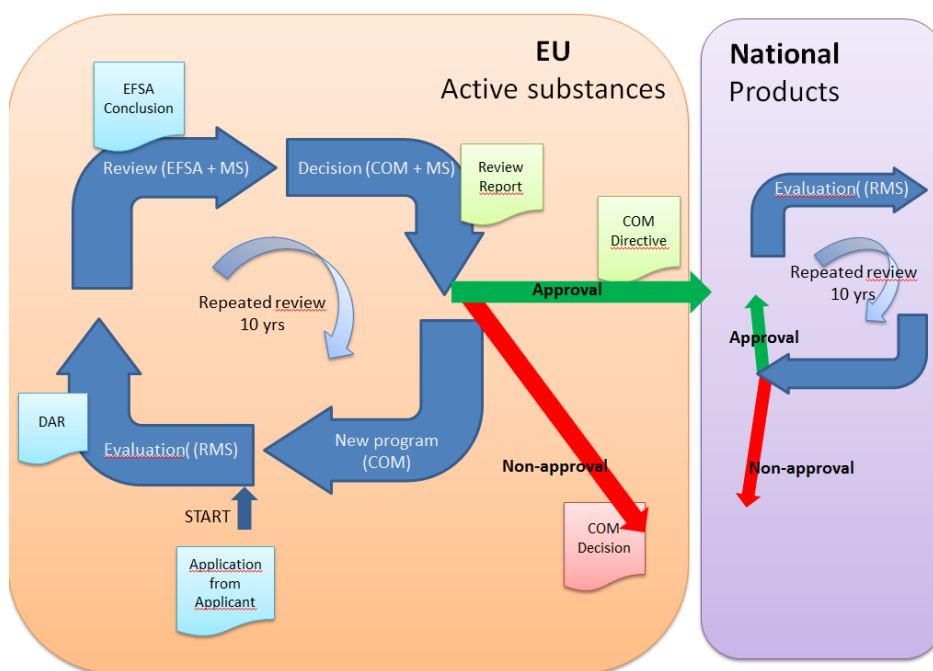 EU
Active substances
EFSA
Conclusion
Review (EFSA + MS)
Decision (COM + MS)
Review
Report
COM
Directive
Approval
Repeated review
10 yrs
DAR
Evaluation( (RMS)
New program
(COM)
Non-approval
START
Application
from
Applicant
COM
Decision
National
Products
Evaluation( (RMS)
Repeated review
10 yrs
Approval
Non-approval